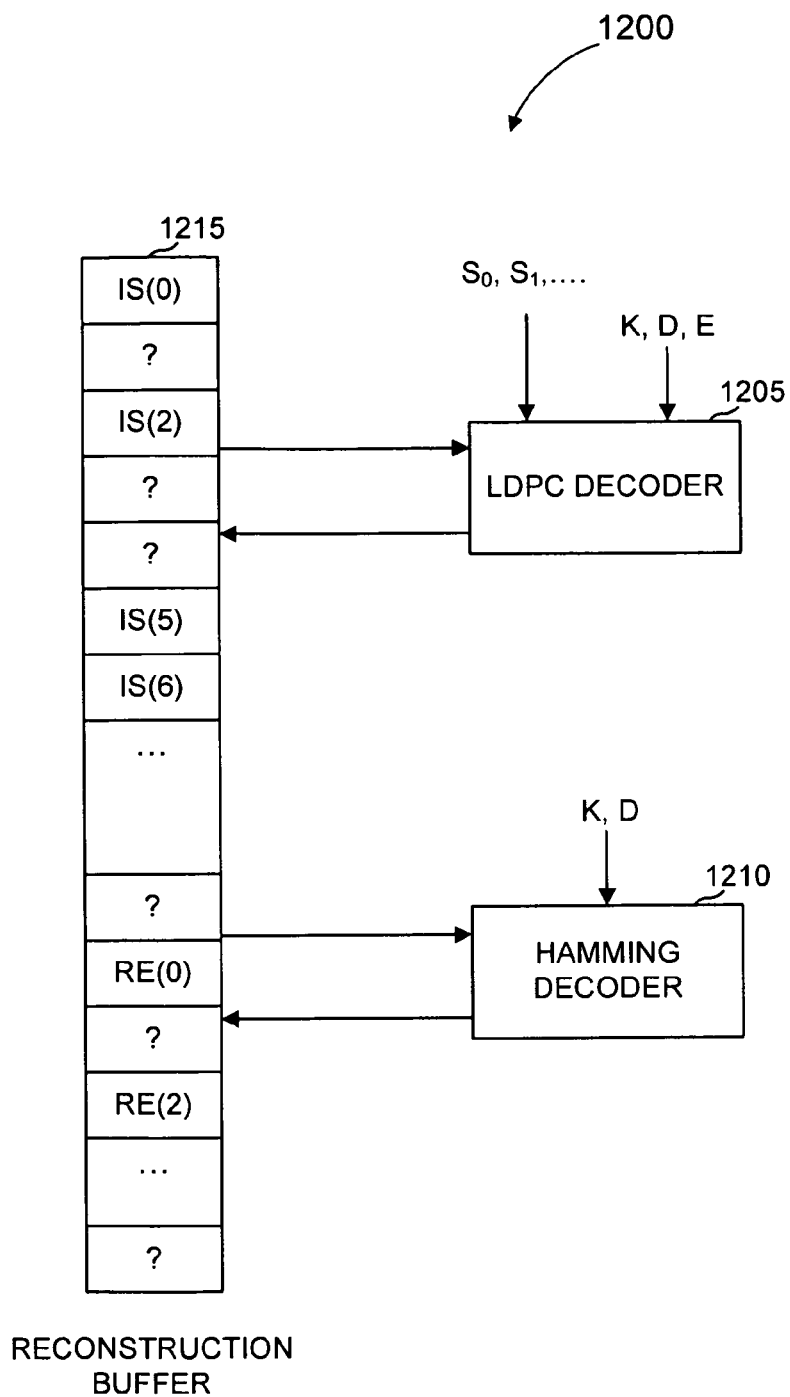 1200
1215
IS(0)
?
IS(2)
?
?
IS(5)
IS(6)
...
?
RE(0)
?
RE(2)
...
?
RECONSTRUCTION
BUFFER
S₀, S₁,....
K, D, E
1205
LDPC DECODER
K, D
1210
HAMMING
DECODER